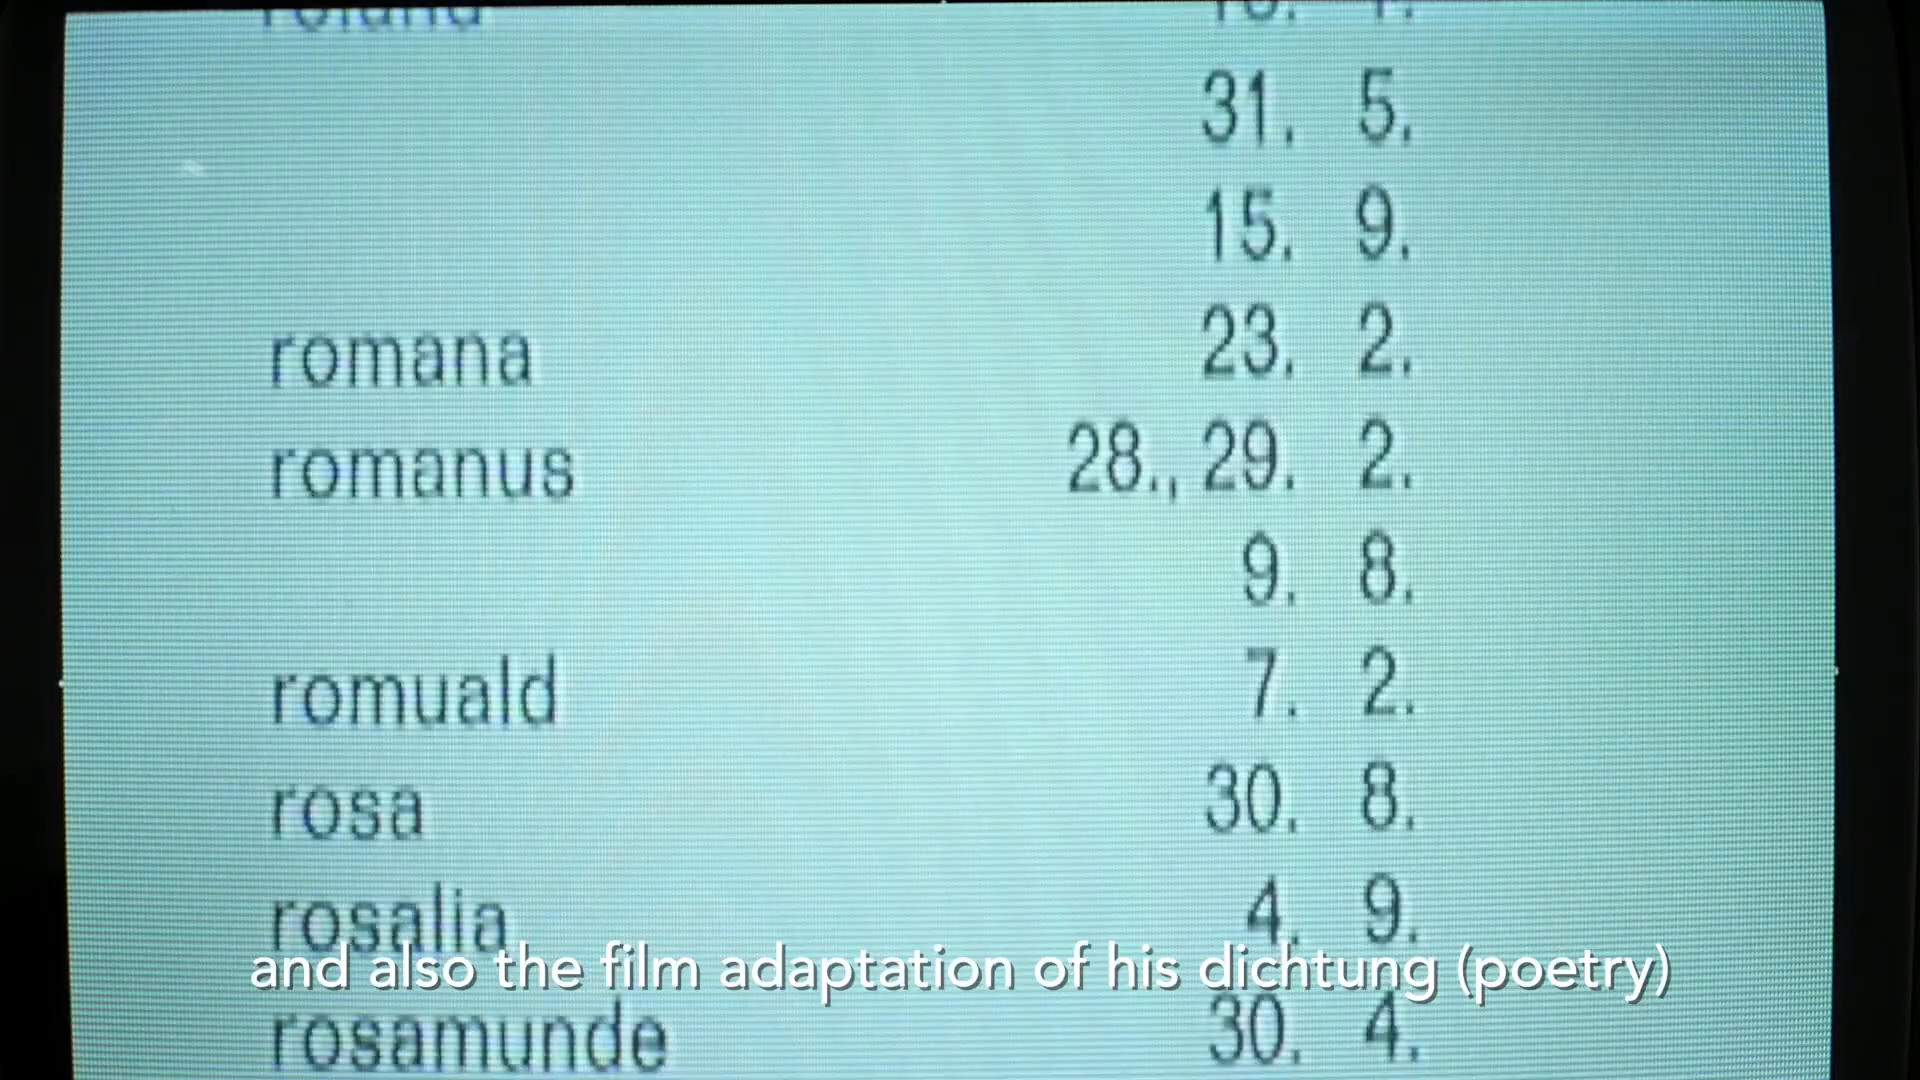 roland
31. 5.
15. 9.
romana 23. 2.
romanus 28., 29. 2.
9. 8.
romuald 7. 2.
rosa 30. 8.
rosalia 4. 9.
and also the film adaptation of his dichtung (poetry)
rosamunde 30. 4.